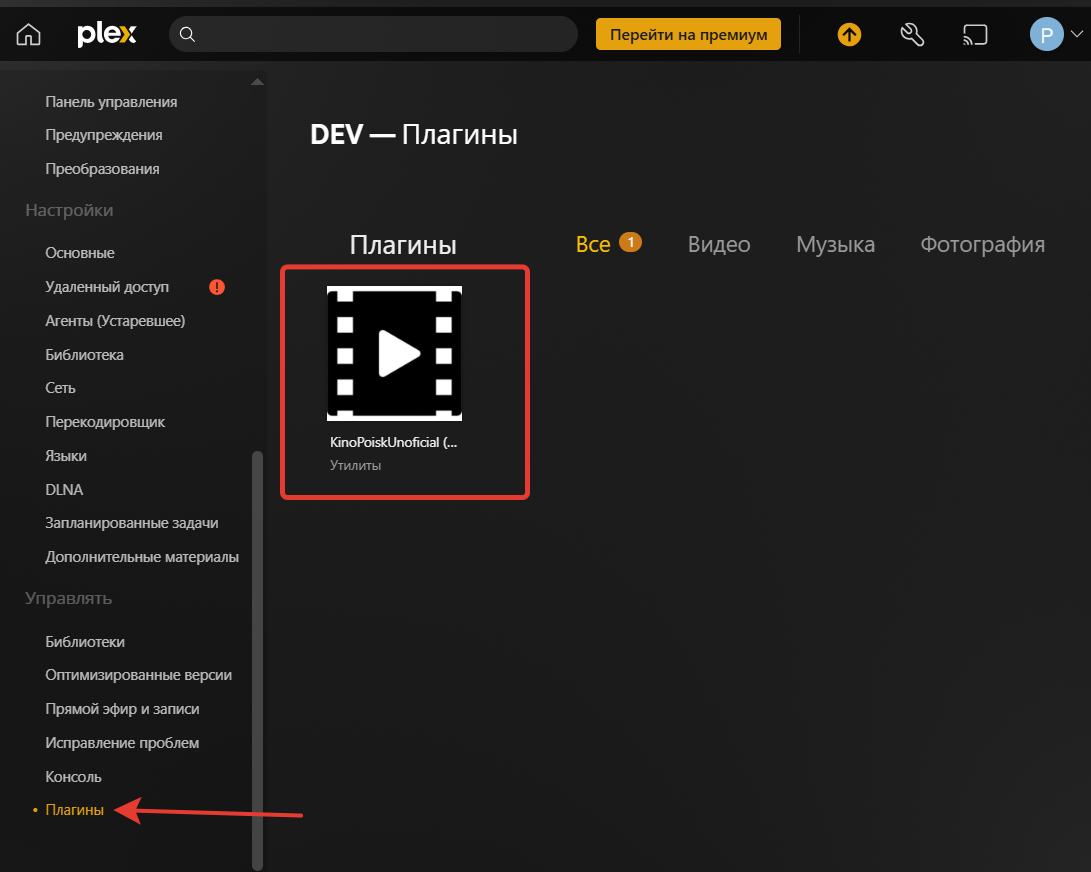 plex
Перейти на премиум
P
Панель управления
Предупреждения
Преобразования
Настройки
Основные
Удаленный доступ !
Агенты (Устаревшее)
Библиотека
Сеть
Перекодировщик
Языки
DLNA
Запланированные задачи
Дополнительные материалы
Управлять
Библиотеки
Оптимизированные версии
Прямой эфир и записи
Исправление проблем
Консоль
• Плагины
DEV — Плагины
Плагины
Все 1 Видео Музыка Фотография
KinoPoiskUnoficial (...
Утилиты